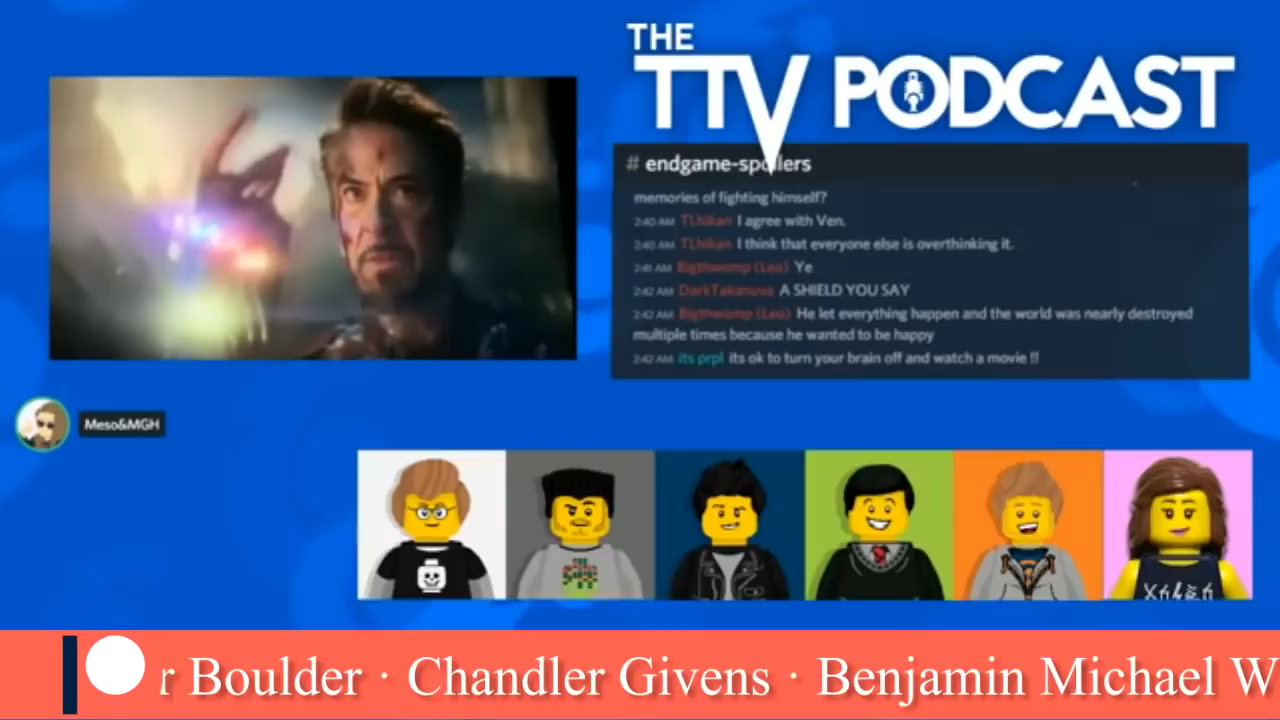 THE
TTV PODCAST
# endgame-spoilers
memories of fighting himself?
2:40 AM TLhikan I agree with Ven.
2:40 AM TLhikan I think that everyone else is overthinking it.
2:41 AM Bigthwomp (Leo) Ye
2:42 AM DarkTakanuva A SHIELD YOU SAY
2:42 AM Bigthwomp (Leo) He let everything happen and the world was nearly destroyed
multiple times because he wanted to be happy
2:42 AM its prpl its ok to turn your brain off and watch a movie !!
Meso&MGH
r Boulder · Chandler Givens · Benjamin Michael W